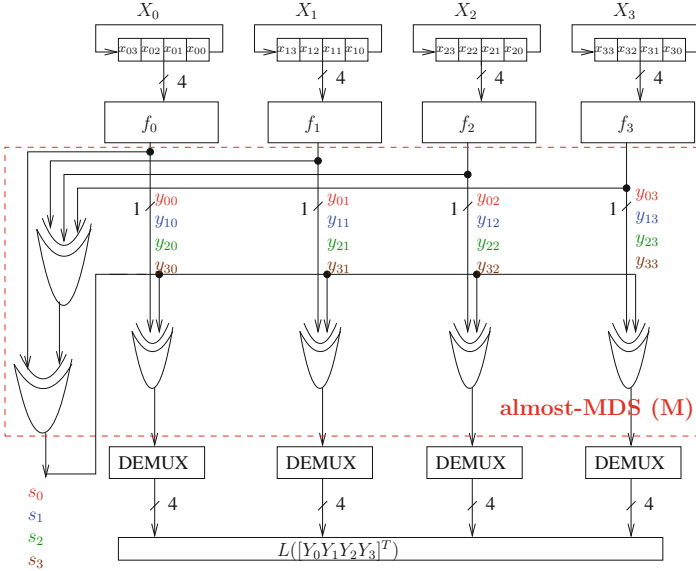 X₀ X₁ X₂ X₃
x₀₃ x₀₂ x₀₁ x₀₀ x₁₃ x₁₂ x₁₁ x₁₀ x₂₃ x₂₂ x₂₁ x₂₀ x₃₃ x₃₂ x₃₁ x₃₀
4 4 4 4
f₀ f₁ f₂ f₃
1 y₀₀ 1 y₀₁ 1 y₀₂ 1 y₀₃
y₁₀ y₁₁ y₁₂ y₁₃
y₂₀ y₂₁ y₂₂ y₂₃
y₃₀ y₃₁ y₃₂ y₃₃
almost-MDS (M)
DEMUX DEMUX DEMUX DEMUX
s₀ 4 4 4 4
s₁
s₂
L([Y₀Y₁Y₂Y₃]ᵀ)
s₃